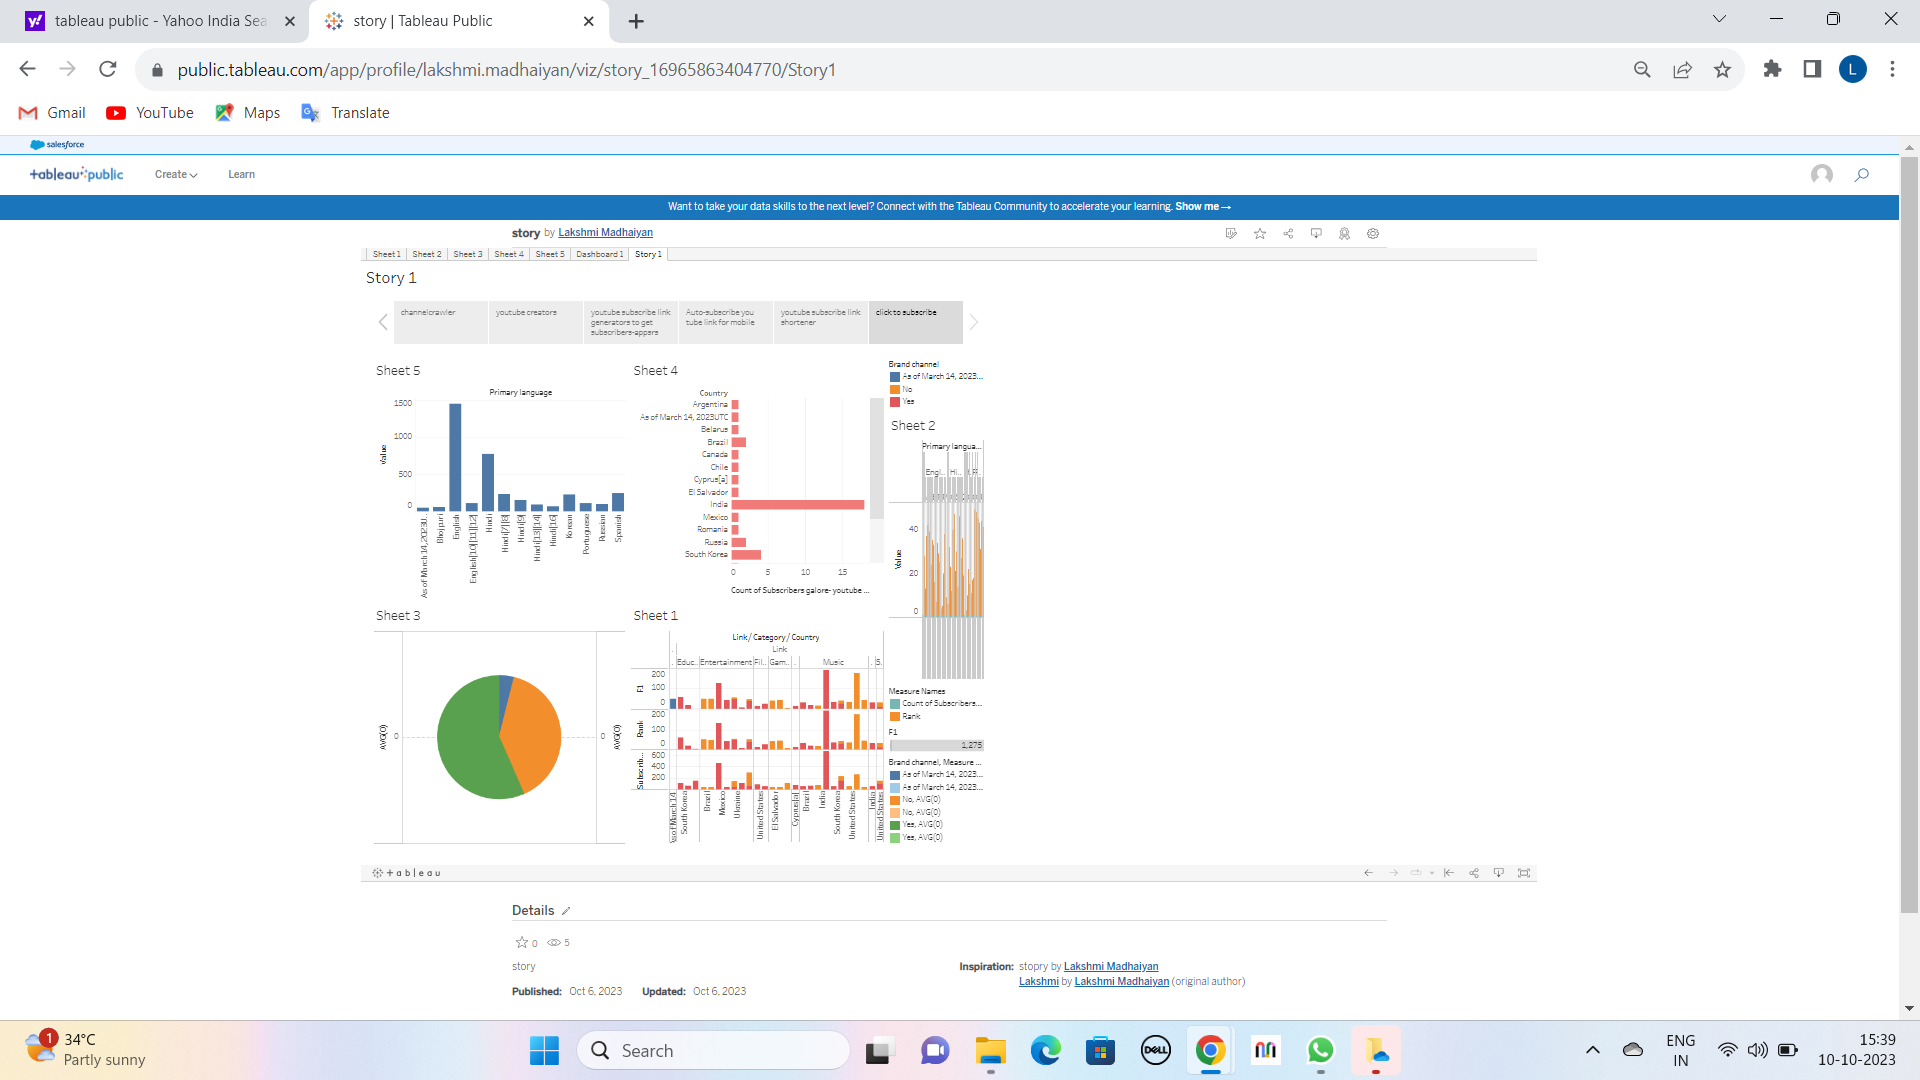 tableau public - Yahoo India Sea
story | Tableau Public
public.tableau.com/app/profile/lakshmi.madhaiyan/viz/story_16965863404770/Story1
L
Gmail
YouTube
Maps
Translate
salesforce
+ableau public
Create
Learn
Want to take your data skills to the next level? Connect with the Tableau Community to accelerate your learning. Show me→
story by Lakshmi Madhaiyan
Sheet 1
Sheet 2
Sheet 3
Sheet 4
Sheet 5
Dashboard 1
Story 1
Story 1
channelcrawler
youtube creators
youtube subscribe link
generators to get
subscribers-appsrs
Auto-subscribe you
tube link for mobile
youtube subscribe link
shortener
click to subscribe
Sheet 5
Primary language
Value
1500
1000
500
0
As of March 14, 2023U..
Bhojpuri
English
English[10][11][12]
Hindi
Hindi[7][8]
Hindi[9]
Hindi[13][14]
Hindi[16]
Korean
Portuguese
Russian
Spanish
Sheet 4
Country
Argentina
As of March 14, 2023UTC
Belarus
Brazil
Canada
Chile
Cyprus[a]
El Salvador
India
Mexico
Romania
Russia
South Korea
0 5 10 15
Count of Subscribers galore- youtube ...
Brand channel
As of March 14, 2023...
No
Yes
Sheet 2
Primary langua...
Engl..
Hi..
Value
40
20
0
Sheet 3
AVG(0)
0
0
AVG(0)
Sheet 1
Link / Category / Country
Link
Educ..
Entertainment
Fil..
Gam..
Music
S.
F1
200
100
0
Rank
200
100
0
Subscrib...
600
400
200
As of March 14..
South Korea
Brazil
Mexico
Ukraine
United States
El Salvador
Cyprus[a]
Brazil
India
South Korea
United States
India
United States
Measure Names
Count of Subscribers...
Rank
F1
1,275
Brand channel, Measure ...
As of March 14, 2023...
As of March 14, 2023...
No, AVG(0)
No, AVG(0)
Yes, AVG(0)
Yes, AVG(0)
+ableau
Details
0
5
story
Published: Oct 6, 2023
Updated: Oct 6, 2023
Inspiration: stopry by Lakshmi Madhaiyan
Lakshmi by Lakshmi Madhaiyan (original author)
1
34°C
Partly sunny
Search
DELL
ENG
IN
15:39
10-10-2023